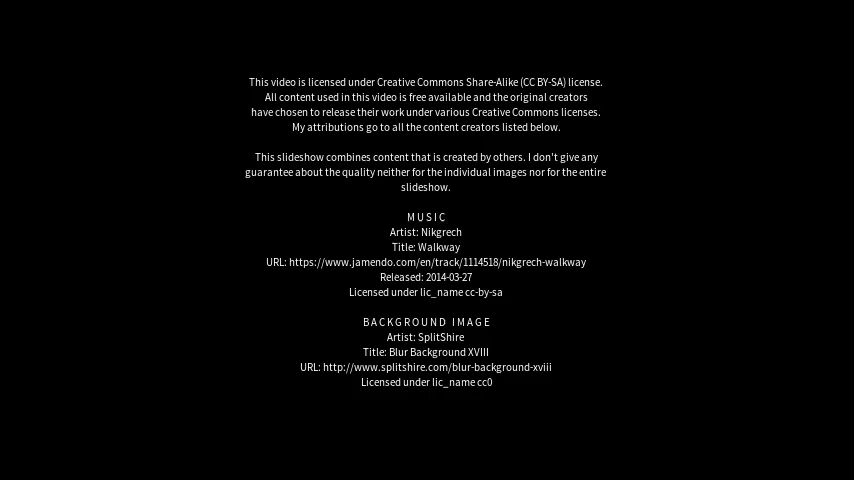 This video is licensed under Creative Commons Share-Alike (CC BY-SA) license.
All content used in this video is free available and the original creators
have chosen to release their work under various Creative Commons licenses.
My attributions go to all the content creators listed below.
This slideshow combines content that is created by others. I don't give any
guarantee about the quality neither for the individual images nor for the entire
slideshow.
MUSIC
Artist: Nikgrech
Title: Walkway
URL: https://www.jamendo.com/en/track/1114518/nikgrech-walkway
Released: 2014-03-27
Licensed under lic_name cc-by-sa
BACKGROUND IMAGE
Artist: SplitShire
Title: Blur Background XVIII
URL: http://www.splitshire.com/blur-background-xviii
Licensed under lic_name cc0